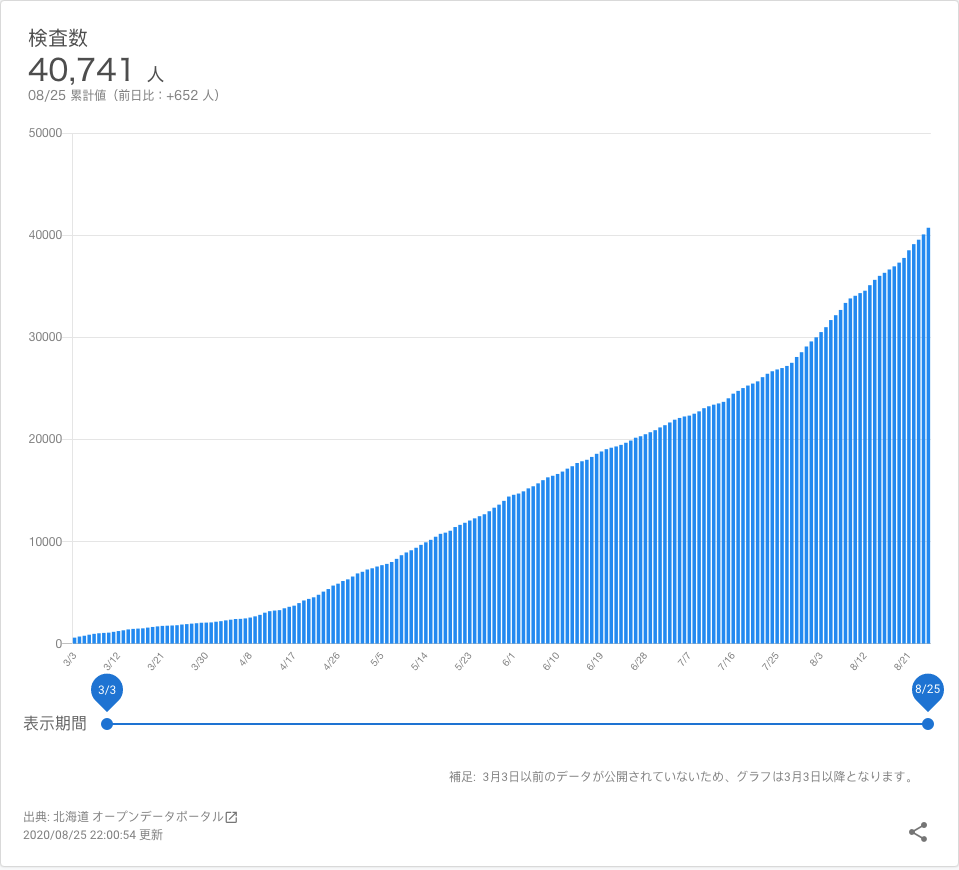 検査数
40,741 人
08/25 累計値（前日比：+652 人）
50000
40000
30000
20000
10000
0
3/3 3/12 3/21 3/30 4/8 4/17 4/26 5/5 5/14 5/23 6/1 6/10 6/19 6/28 7/7 7/16 7/25 8/3 8/12 8/21
3/3 8/25
表示期間
補足: 3月3日以前のデータが公開されていないため、グラフは3月3日以降となります。
出典: 北海道 オープンデータポータル
2020/08/25 22:00:54 更新